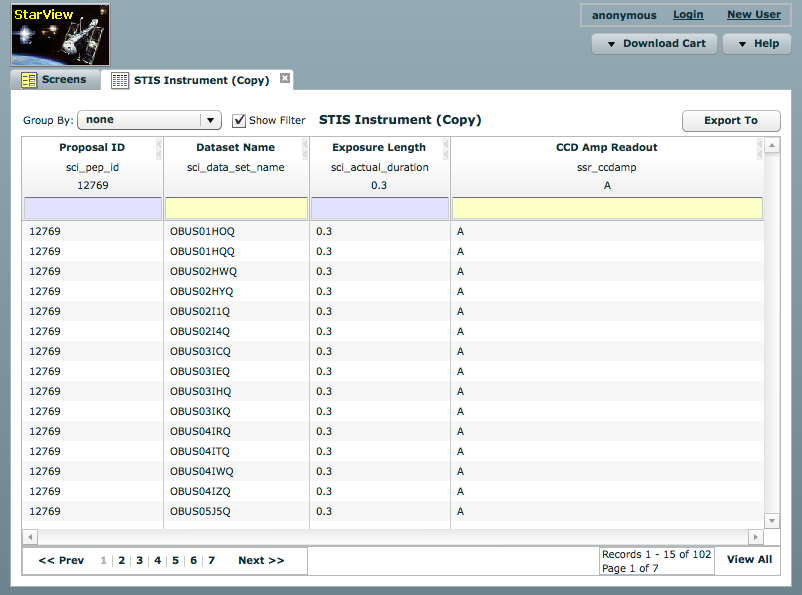 StarView
anonymous Login New User
Download Cart Help
Screens STIS Instrument (Copy)
Group By: none Show Filter STIS Instrument (Copy) Export To
Proposal ID Dataset Name Exposure Length CCD Amp Readout
sci_pep_id sci_data_set_name sci_actual_duration ssr_ccdamp
12769 0.3 A
12769 OBUS01HOQ 0.3 A
12769 OBUS01HQQ 0.3 A
12769 OBUS02HWQ 0.3 A
12769 OBUS02HYQ 0.3 A
12769 OBUS02I1Q 0.3 A
12769 OBUS02I4Q 0.3 A
12769 OBUS03ICQ 0.3 A
12769 OBUS03IEQ 0.3 A
12769 OBUS03IHQ 0.3 A
12769 OBUS03IKQ 0.3 A
12769 OBUS04IRQ 0.3 A
12769 OBUS04ITQ 0.3 A
12769 OBUS04IWQ 0.3 A
12769 OBUS04IZQ 0.3 A
12769 OBUS05J5Q 0.3 A
<< Prev 1 2 3 4 5 6 7 Next >> Records 1 - 15 of 102 View All
Page 1 of 7